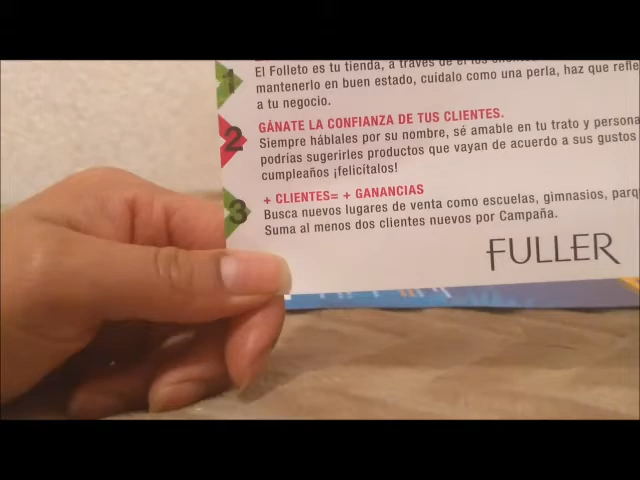 1
El Folleto es tu tienda, a través de él los
mantenerlo en buen estado, cuídalo como una perla, haz que
a tu negocio.
2
GÁNATE LA CONFIANZA DE TUS CLIENTES.
Siempre háblales por su nombre, sé amable en tu trato y
podrías sugerirles productos que vayan de acuerdo a sus gustos
cumpleaños ¡felicítalos!
3
+ CLIENTES= + GANANCIAS
Busca nuevos lugares de venta como escuelas, gimnasios,
Suma al menos dos clientes nuevos por Campaña.
FULLER